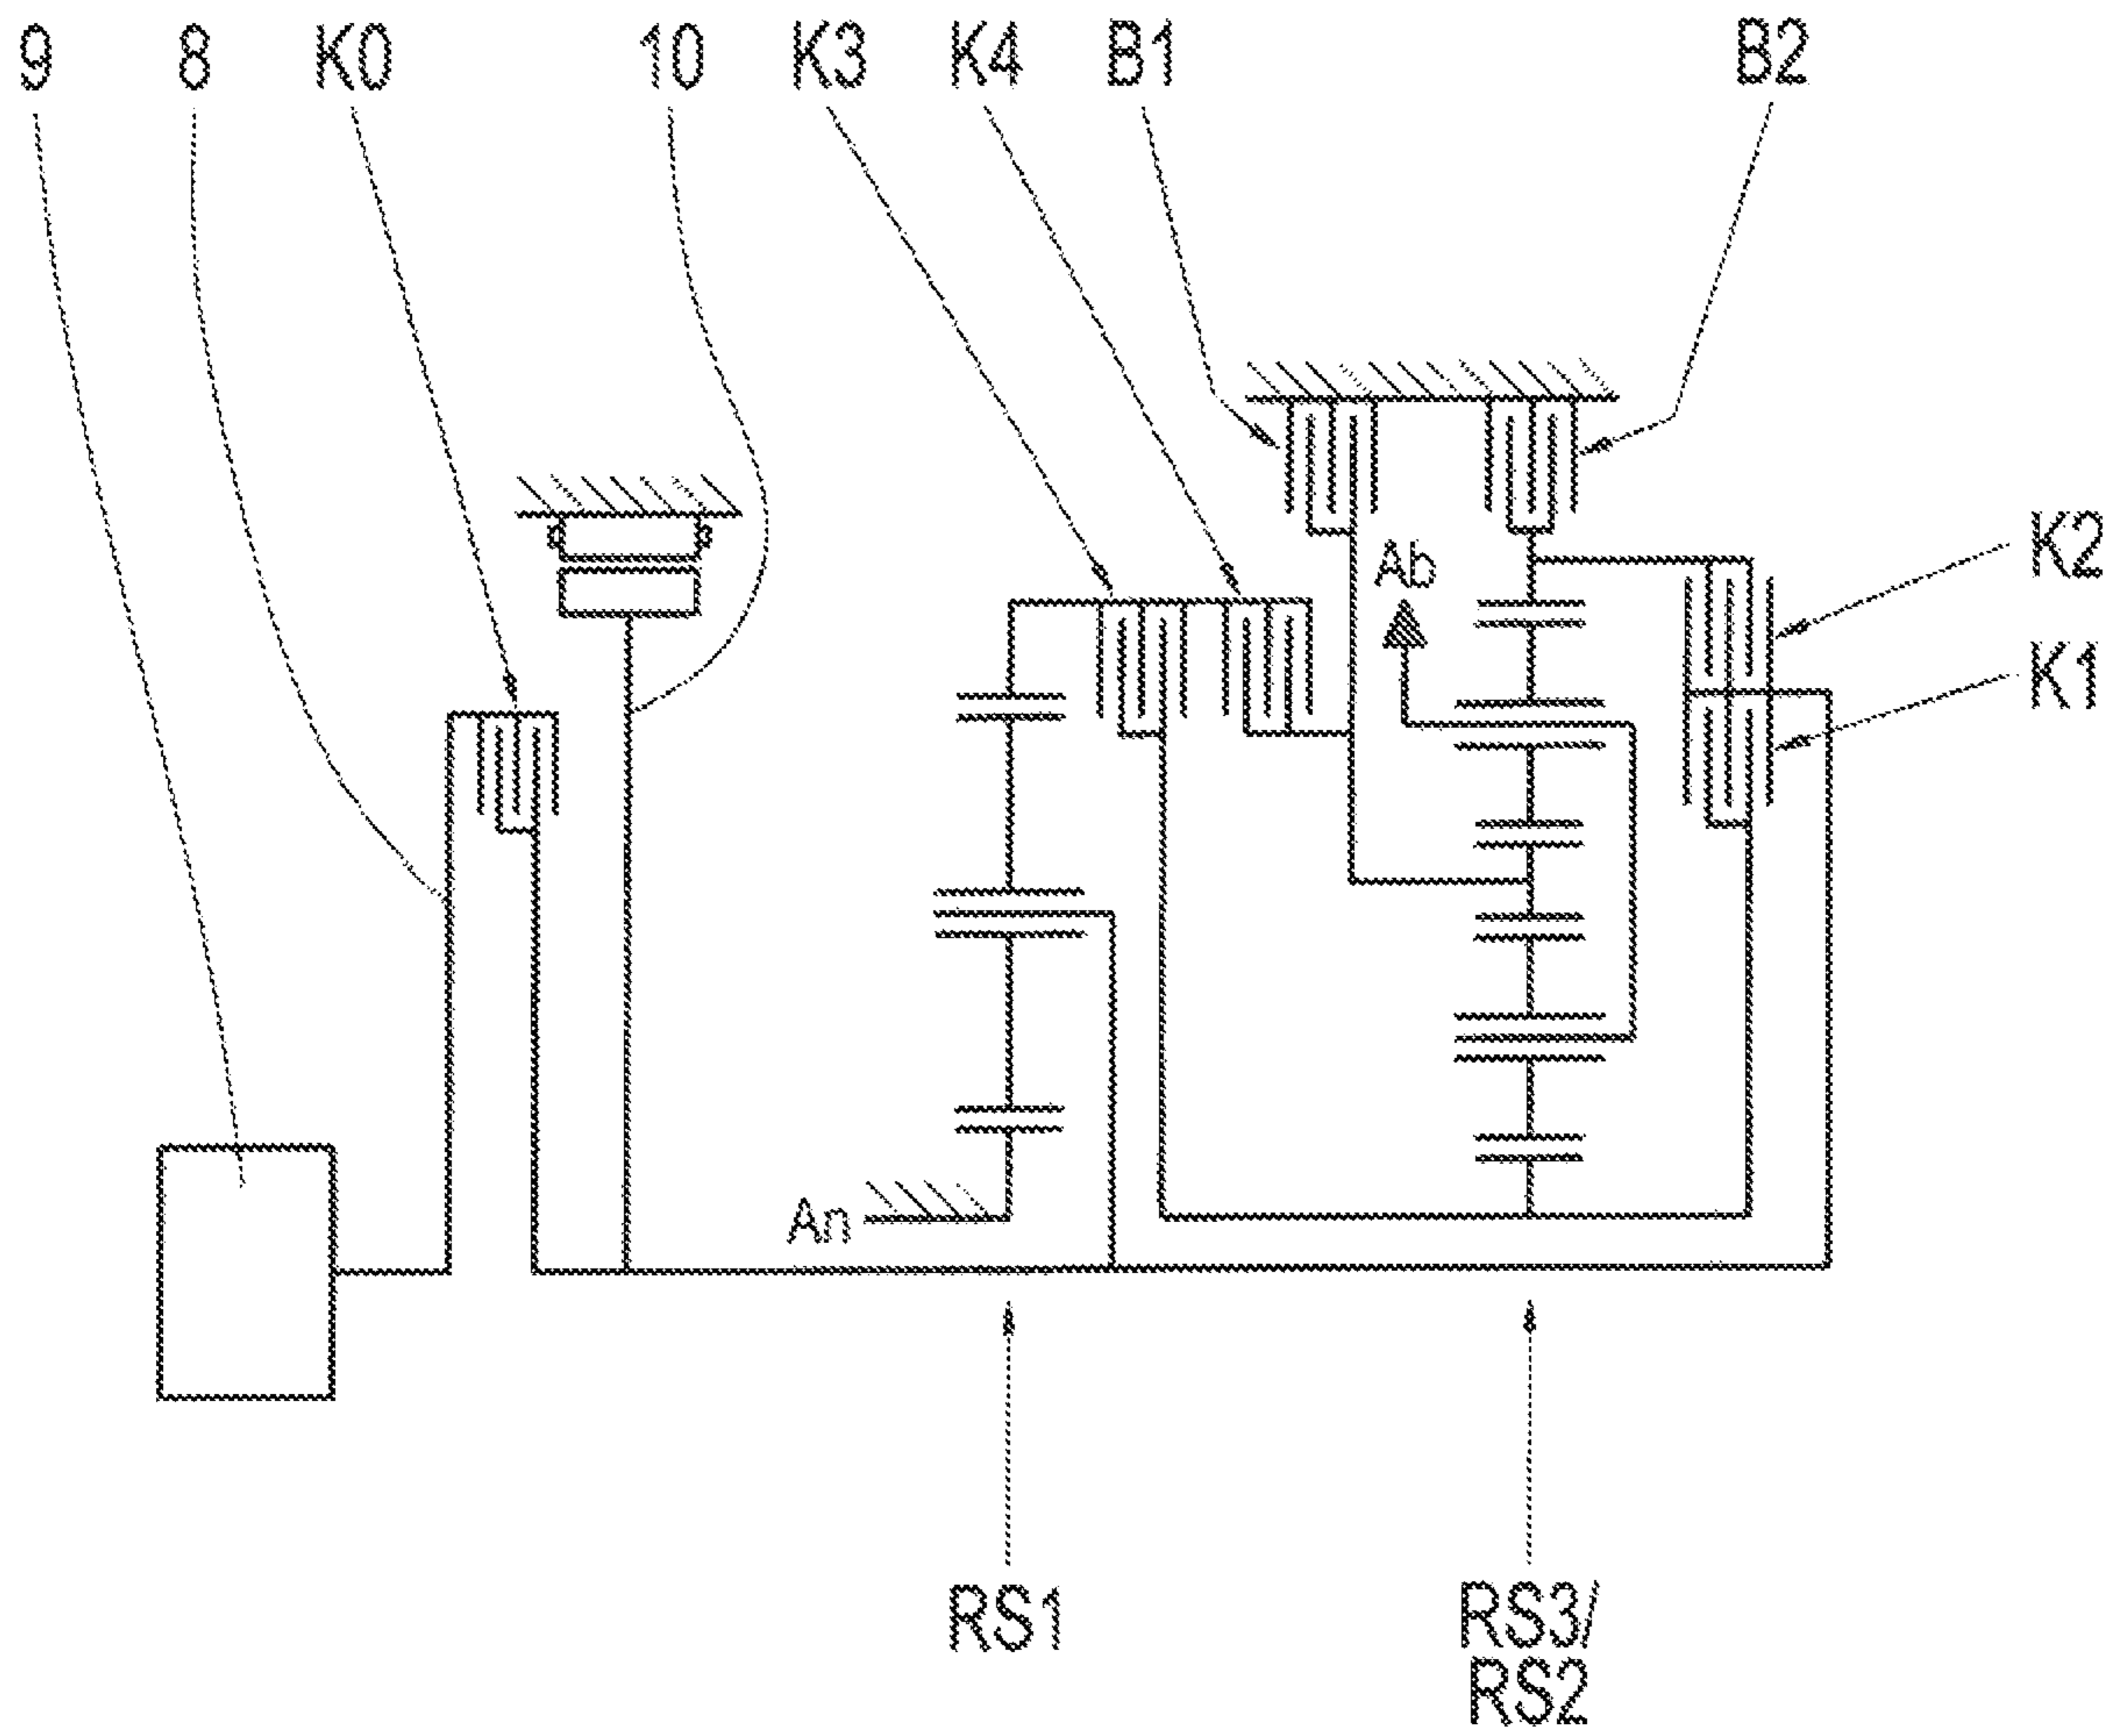 9 8 K0 10 K3 K4 B1 B2
Ab
K2
K1
An
RS1
RS3/
RS2